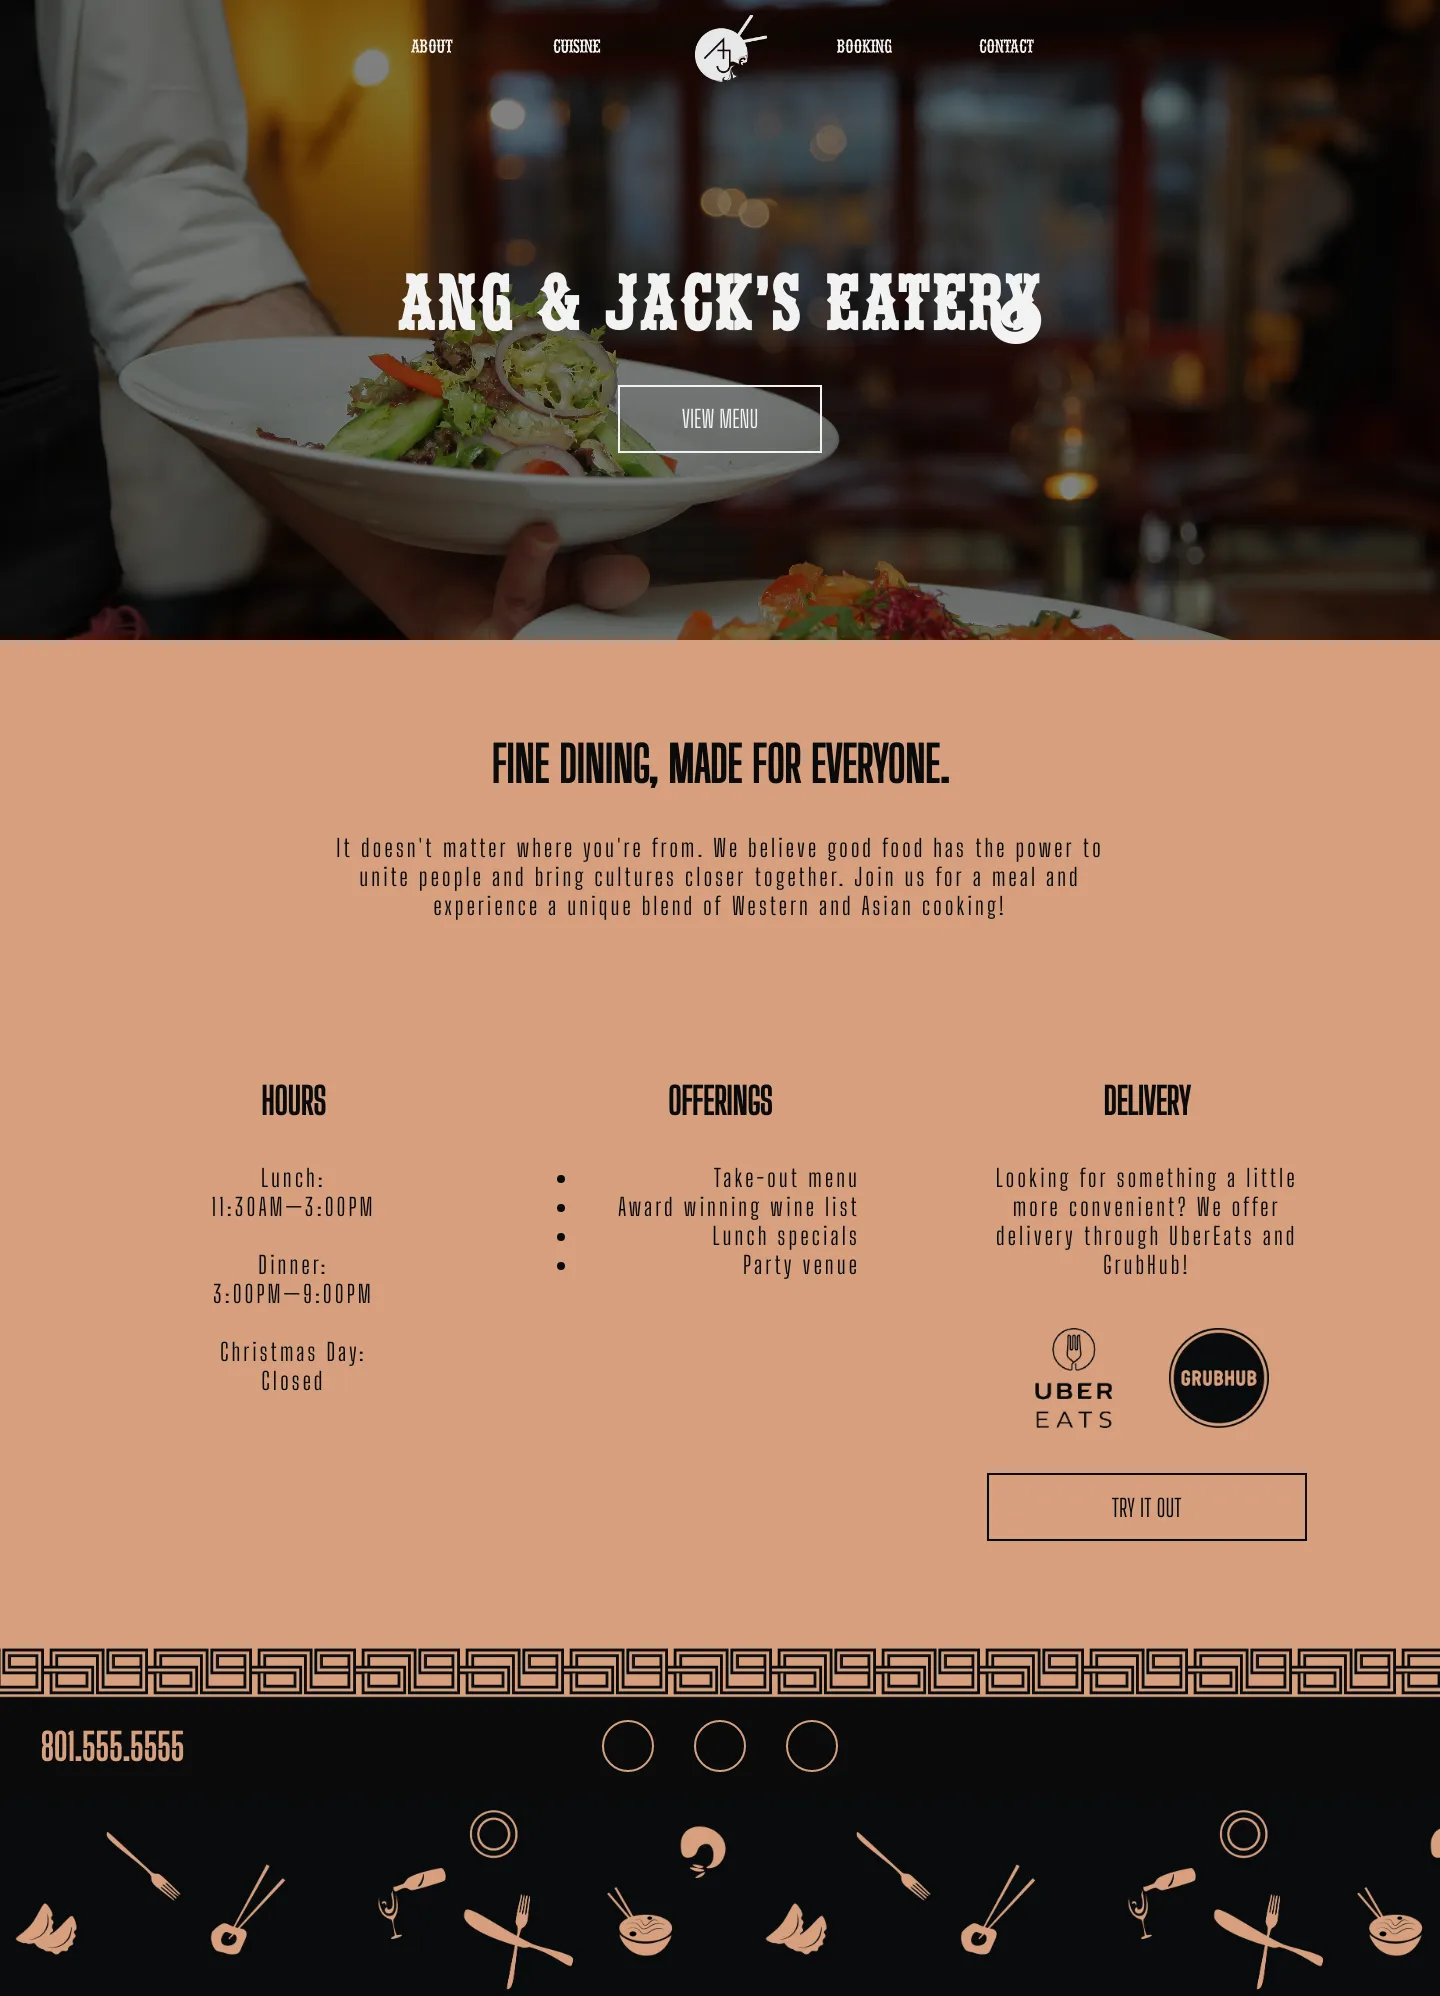 ABOUT
CUISINE
AJ
BOOKING
CONTACT
ANG & JACK'S EATERY
VIEW MENU
FINE DINING, MADE FOR EVERYONE.
It doesn't matter where you're from. We believe good food has the power to
unite people and bring cultures closer together. Join us for a meal and
experience a unique blend of Western and Asian cooking!
HOURS
Lunch:
11:30AM—3:00PM
Dinner:
3:00PM—9:00PM
Christmas Day:
Closed
OFFERINGS
Take-out menu
Award winning wine list
Lunch specials
Party venue
DELIVERY
Looking for something a little
more convenient? We offer
delivery through UberEats and
GrubHub!
UBER
EATS
GRUBHUB
TRY IT OUT
801.555.5555